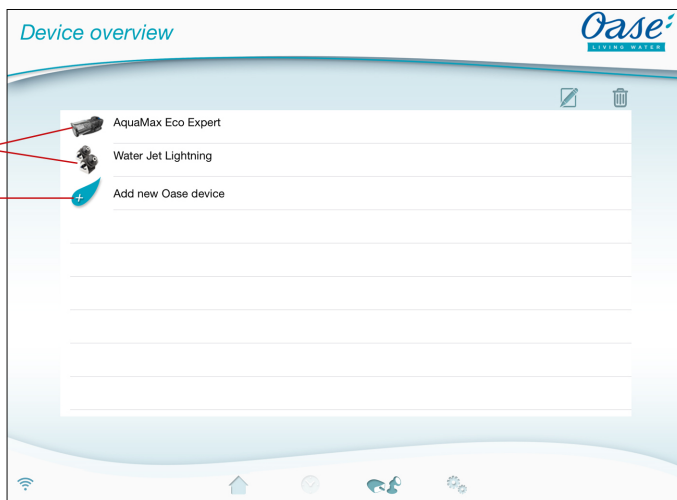 Device overview
Oase
LIVING WATER
AquaMax Eco Expert
Water Jet Lightning
Add new Oase device